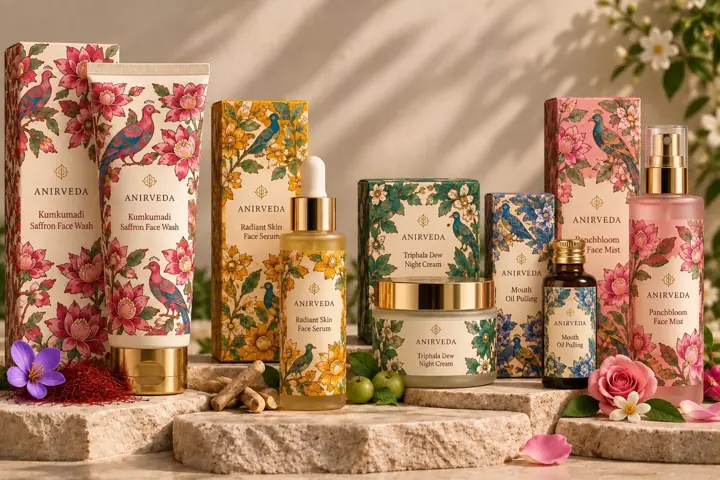 ANIRVEDA
Kumkumadi
Saffron Face Wash
ANIRVEDA
Kumkumadi
Saffron Face Wash
ANIRVEDA
Radiant Skin
Face Serum
ANIRVEDA
Radiant Skin
Face Serum
ANIRVEDA
Triphala Dew
Night Cream
ANIRVEDA
Triphala Dew
Night Cream
ANIRVEDA
Mouth
Oil Pulling
ANIRVEDA
Mouth
Oil Pulling
ANIRVEDA
Panchbloom
Face Mist
ANIRVEDA
Panchbloom
Face Mist